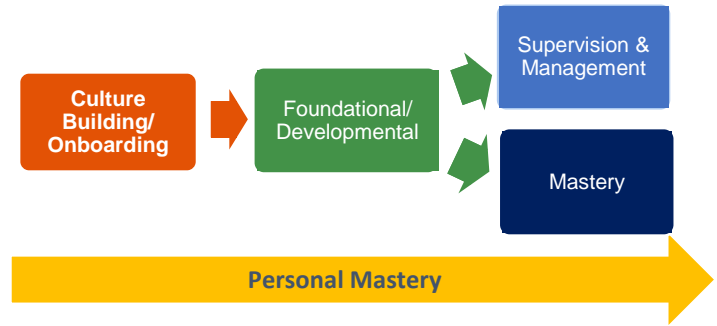 Culture
Building/
Onboarding
Foundational/
Developmental
Supervision &
Management
Mastery
Personal Mastery